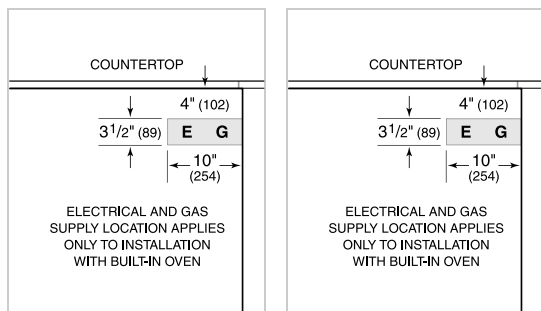 COUNTERTOP
4" (102)
3 1/2" (89)
E G
10"
(254)
ELECTRICAL AND GAS
SUPPLY LOCATION APPLIES
ONLY TO INSTALLATION
WITH BUILT-IN OVEN
COUNTERTOP
4" (102)
3 1/2" (89)
E G
10"
(254)
ELECTRICAL AND GAS
SUPPLY LOCATION APPLIES
ONLY TO INSTALLATION
WITH BUILT-IN OVEN